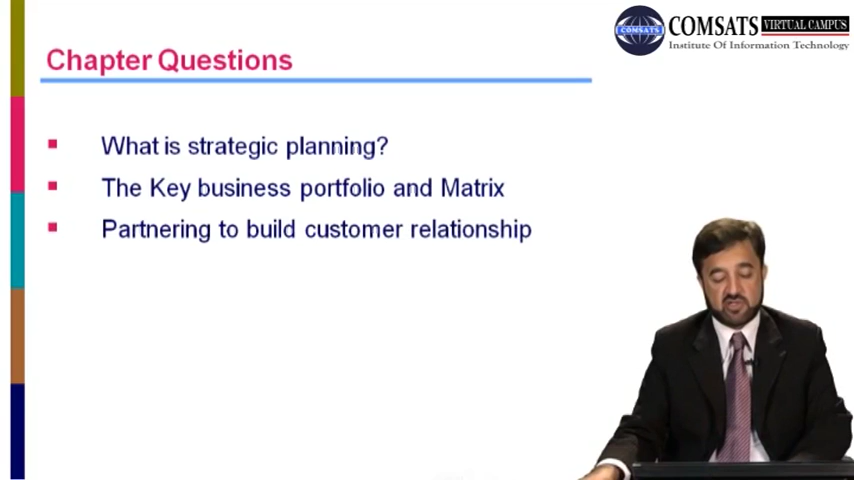 COMSATS VIRTUAL CAMPUS
COMSATS
Institute Of Information Technology
Chapter Questions
What is strategic planning?
The Key business portfolio and Matrix
Partnering to build customer relationship